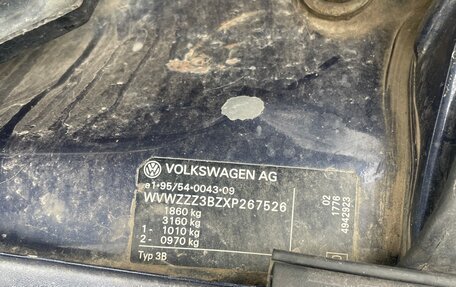 VOLKSWAGEN AG
e1*95/54*0043*09
WVWZZZ3BZXP267526
1860 kg
3160 kg
1 - 1010 kg
2 - 0970 kg
Typ 3B
02
1776
4942923